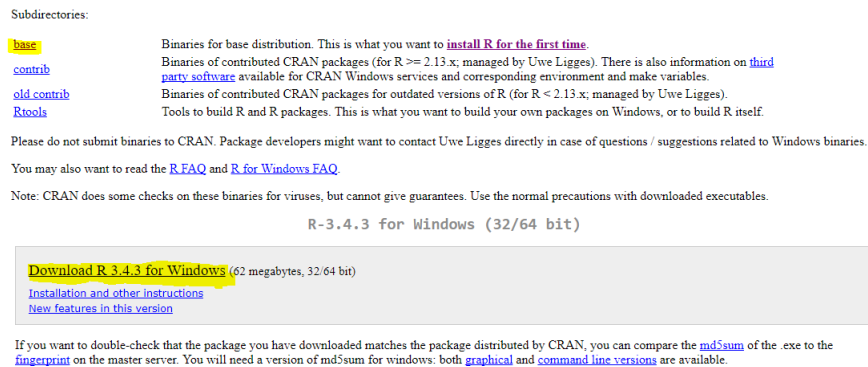 Subdirectories:
base Binaries for base distribution. This is what you want to install R for the first time.
contrib Binaries of contributed CRAN packages (for R >= 2.13.x; managed by Uwe Ligges). There is also information on third
party software available for CRAN Windows services and corresponding environment and make variables.
old contrib Binaries of contributed CRAN packages for outdated versions of R (for R < 2.13.x; managed by Uwe Ligges).
Rtools Tools to build R and R packages. This is what you want to build your own packages on Windows, or to build R itself.
Please do not submit binaries to CRAN. Package developers might want to contact Uwe Ligges directly in case of questions / suggestions related to Windows binaries.
You may also want to read the R FAQ and R for Windows FAQ.
Note: CRAN does some checks on these binaries for viruses, but cannot give guarantees. Use the normal precautions with downloaded executables.
R-3.4.3 for Windows (32/64 bit)
Download R 3.4.3 for Windows (62 megabytes, 32/64 bit)
Installation and other instructions
New features in this version
If you want to double-check that the package you have downloaded matches the package distributed by CRAN, you can compare the md5sum of the .exe to the
fingerprint on the master server. You will need a version of md5sum for windows: both graphical and command line versions are available.